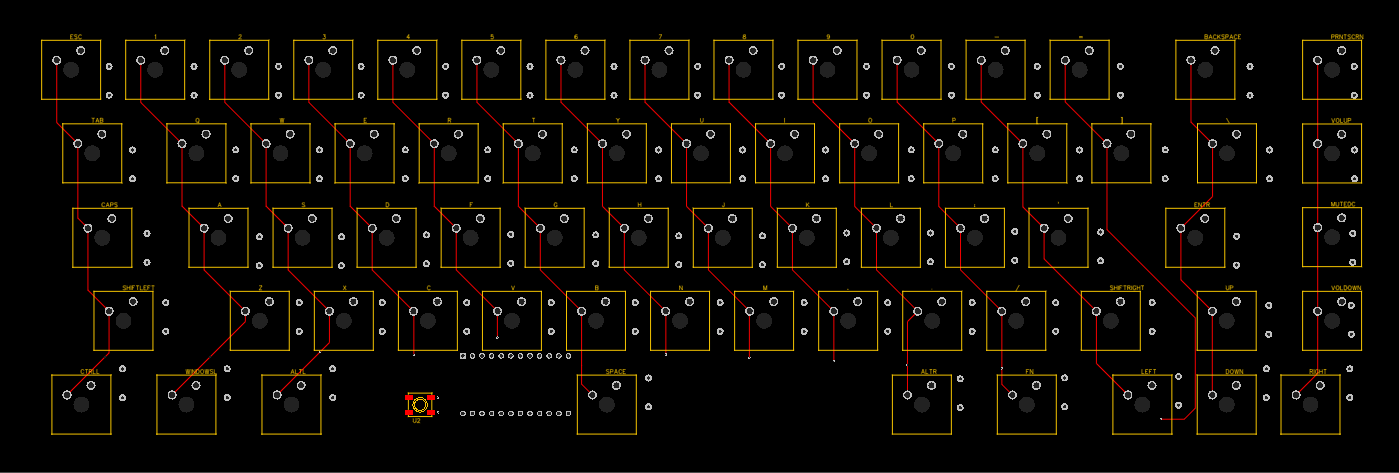 ESC 1 2 3 4 5 6 7 8 9 0 - = BACKSPACE PRNTSCRN
TAB Q W E R T Y U I O P [ ] \ VOLUP
CAPS A S D F G H J K L ; ' ENTR MUTEDC
SHIFTLEFT Z X C V B N M , . / SHIFTRIGHT UP VOLDOWN
CTRLL WINDOWSL ALTL SPACE ALTR FN LEFT DOWN RIGHT
U2